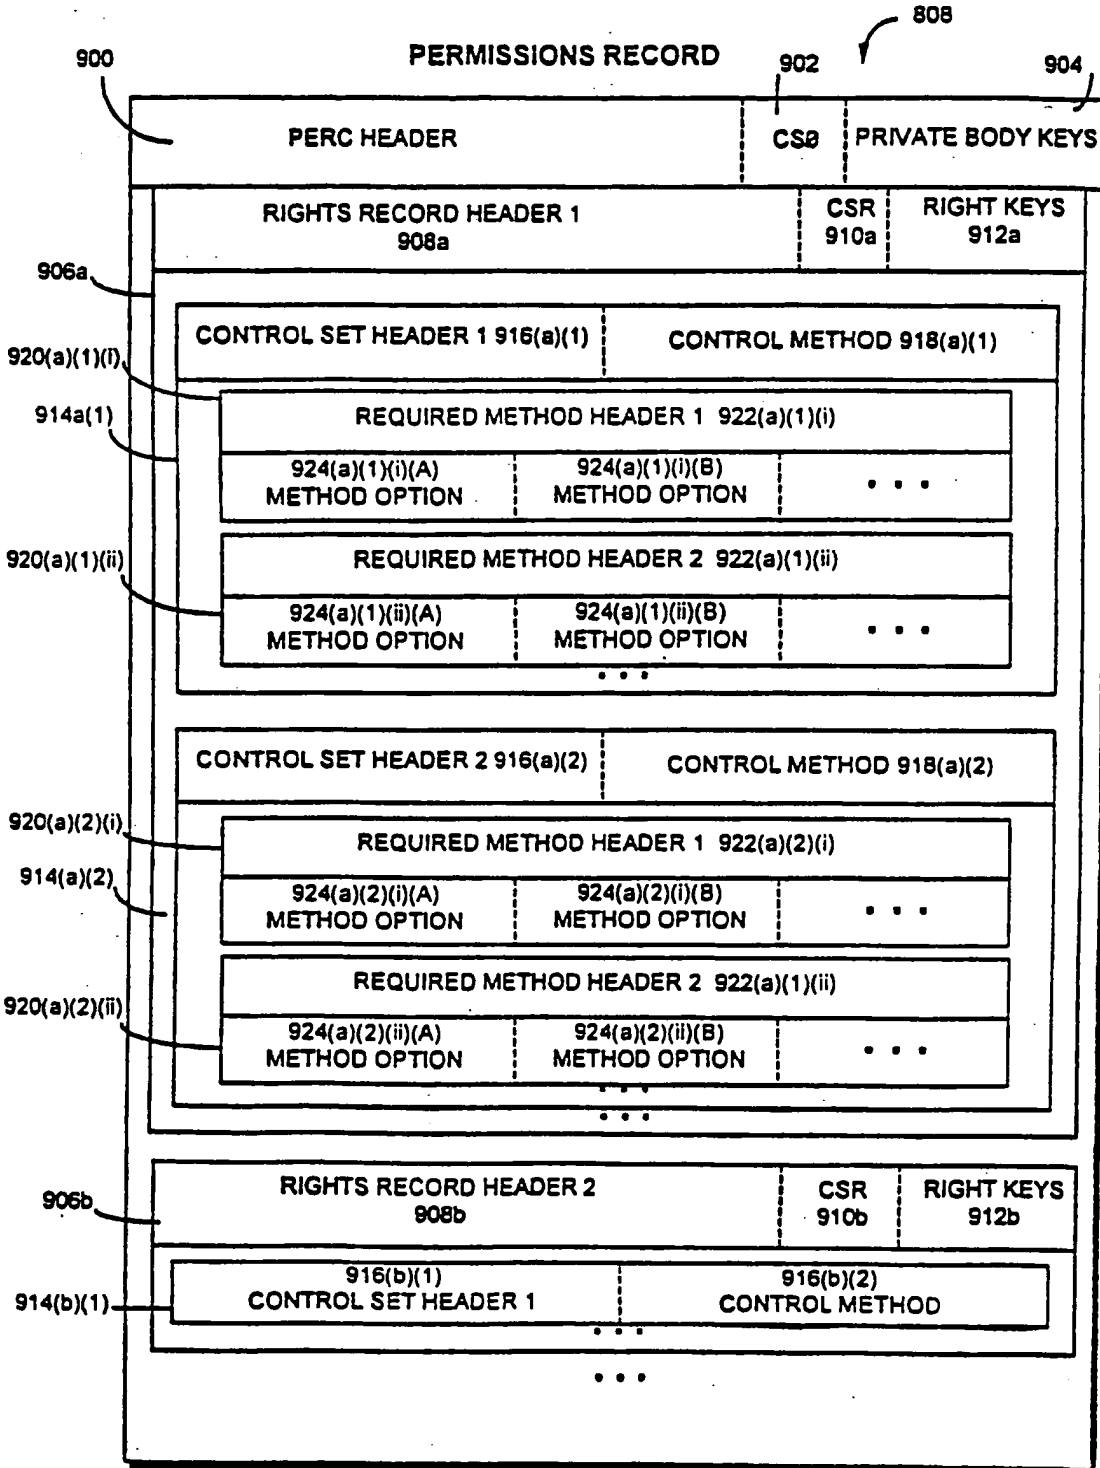 808
PERMISSIONS RECORD
900
902
904
PERC HEADER
CS0
PRIVATE BODY KEYS
RIGHTS RECORD HEADER 1
908a
CSR
910a
RIGHT KEYS
912a
906a
CONTROL SET HEADER 1 916(a)(1)
CONTROL METHOD 918(a)(1)
920(a)(1)(i)
914a(1)
REQUIRED METHOD HEADER 1 922(a)(1)(i)
924(a)(1)(i)(A)
METHOD OPTION
924(a)(1)(i)(B)
METHOD OPTION
• • •
920(a)(1)(ii)
REQUIRED METHOD HEADER 2 922(a)(1)(ii)
924(a)(1)(ii)(A)
METHOD OPTION
924(a)(1)(ii)(B)
METHOD OPTION
• • •
• • •
CONTROL SET HEADER 2 916(a)(2)
CONTROL METHOD 918(a)(2)
920(a)(2)(i)
914(a)(2)
REQUIRED METHOD HEADER 1 922(a)(2)(i)
924(a)(2)(i)(A)
METHOD OPTION
924(a)(2)(i)(B)
METHOD OPTION
• • •
920(a)(2)(ii)
REQUIRED METHOD HEADER 2 922(a)(1)(ii)
924(a)(2)(ii)(A)
METHOD OPTION
924(a)(2)(ii)(B)
METHOD OPTION
• • •
• • •
• • •
906b
RIGHTS RECORD HEADER 2
908b
CSR
910b
RIGHT KEYS
912b
914(b)(1)
916(b)(1)
CONTROL SET HEADER 1
916(b)(2)
CONTROL METHOD
• • •
• • •